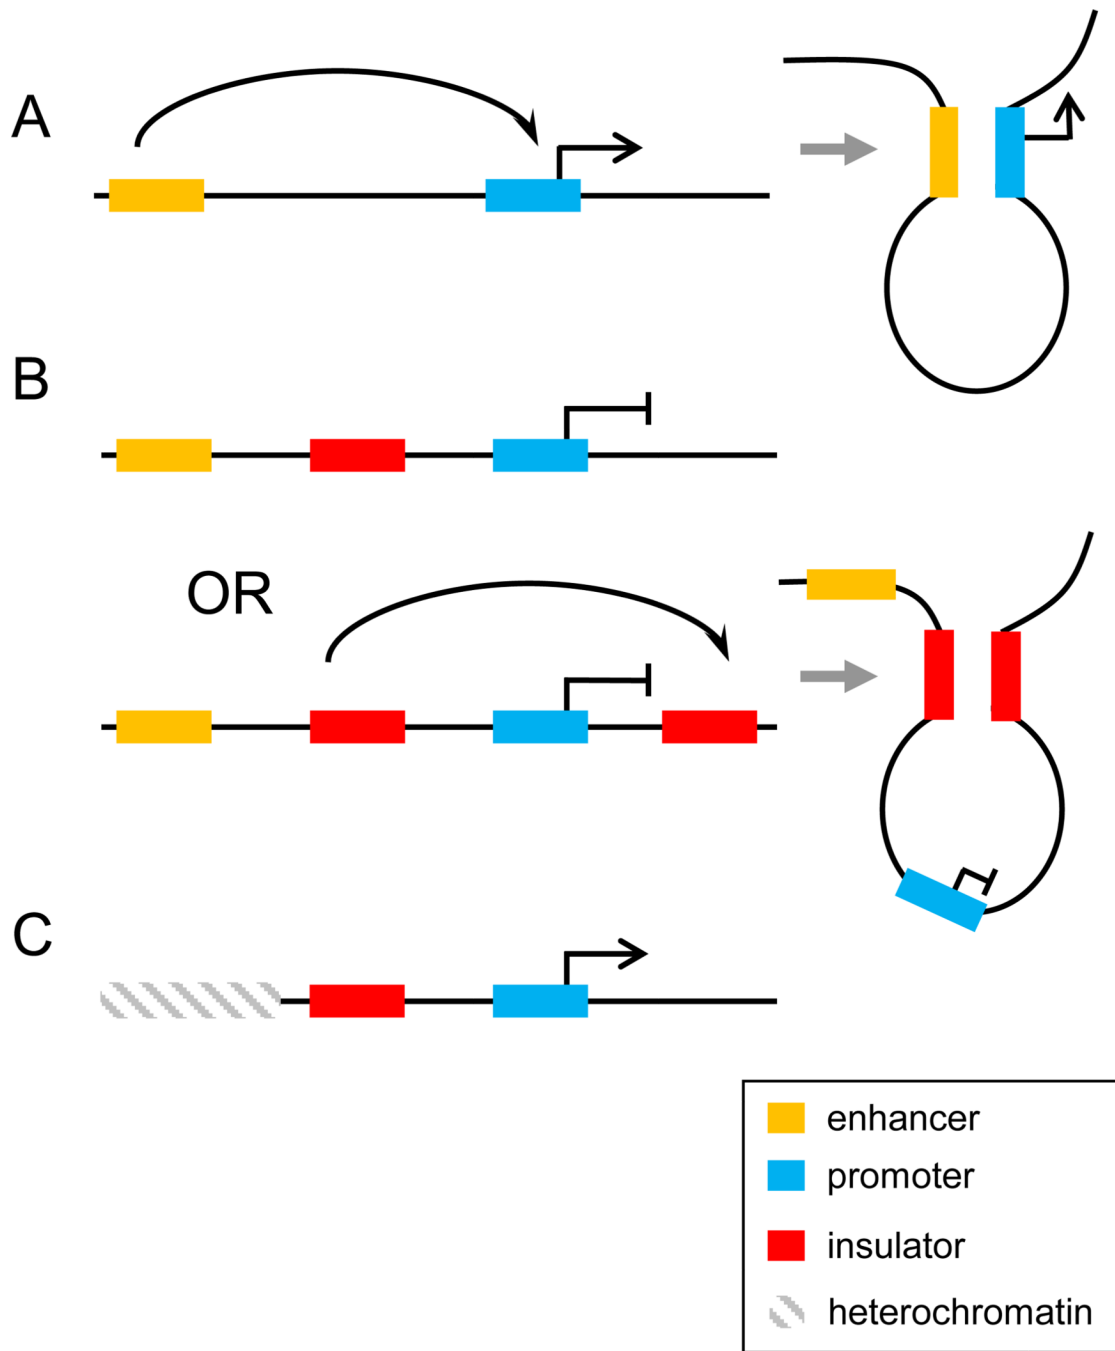 A
B
OR
C
enhancer
promoter
insulator
heterochromatin